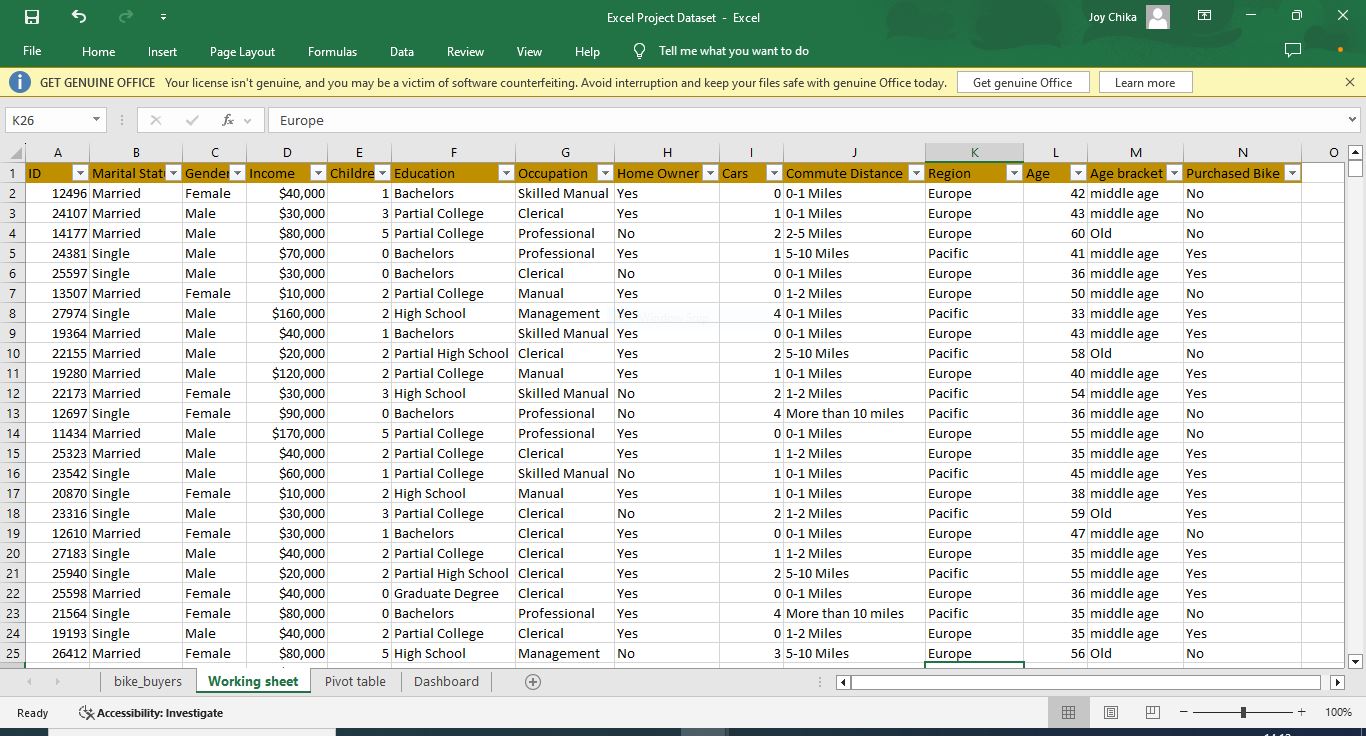 Excel Project Dataset - Excel
Joy Chika
File Home Insert Page Layout Formulas Data Review View Help Tell me what you want to do
GET GENUINE OFFICE Your license isn't genuine, and you may be a victim of software counterfeiting. Avoid interruption and keep your files safe with genuine Office today. Get genuine Office Learn more
K26 fx Europe
A B C D E F G H I J K L M N O
1 ID Marital Stat Gender Income Childre Education Occupation Home Owner Cars Commute Distance Region Age Age bracket Purchased Bike
2 12496 Married Female $40,000 1 Bachelors Skilled Manual Yes 0 0-1 Miles Europe 42 middle age No
3 24107 Married Male $30,000 3 Partial College Clerical Yes 1 0-1 Miles Europe 43 middle age No
4 14177 Married Male $80,000 5 Partial College Professional No 2 2-5 Miles Europe 60 Old No
5 24381 Single Male $70,000 0 Bachelors Professional Yes 1 5-10 Miles Pacific 41 middle age Yes
6 25597 Single Male $30,000 0 Bachelors Clerical No 0 0-1 Miles Europe 36 middle age Yes
7 13507 Married Female $10,000 2 Partial College Manual Yes 0 1-2 Miles Europe 50 middle age No
8 27974 Single Male $160,000 2 High School Management Yes 4 0-1 Miles Pacific 33 middle age Yes
9 19364 Married Male $40,000 1 Bachelors Skilled Manual Yes 0 0-1 Miles Europe 43 middle age Yes
10 22155 Married Male $20,000 2 Partial High School Clerical Yes 2 5-10 Miles Pacific 58 Old No
11 19280 Married Male $120,000 2 Partial College Manual Yes 1 0-1 Miles Europe 40 middle age Yes
12 22173 Married Female $30,000 3 High School Skilled Manual No 2 1-2 Miles Pacific 54 middle age Yes
13 12697 Single Female $90,000 0 Bachelors Professional No 4 More than 10 miles Pacific 36 middle age No
14 11434 Married Male $170,000 5 Partial College Professional Yes 0 0-1 Miles Europe 55 middle age No
15 25323 Married Male $40,000 2 Partial College Clerical Yes 1 1-2 Miles Europe 35 middle age Yes
16 23542 Single Male $60,000 1 Partial College Skilled Manual No 1 0-1 Miles Pacific 45 middle age Yes
17 20870 Single Female $10,000 2 High School Manual Yes 1 0-1 Miles Europe 38 middle age Yes
18 23316 Single Male $30,000 3 Partial College Clerical No 2 1-2 Miles Pacific 59 Old Yes
19 12610 Married Female $30,000 1 Bachelors Clerical Yes 0 0-1 Miles Europe 47 middle age No
20 27183 Single Male $40,000 2 Partial College Clerical Yes 1 1-2 Miles Europe 35 middle age Yes
21 25940 Single Male $20,000 2 Partial High School Clerical Yes 2 5-10 Miles Pacific 55 middle age Yes
22 25598 Married Female $40,000 0 Graduate Degree Clerical Yes 0 0-1 Miles Europe 36 middle age Yes
23 21564 Single Female $80,000 0 Bachelors Professional Yes 4 More than 10 miles Pacific 35 middle age No
24 19193 Single Male $40,000 2 Partial College Clerical Yes 0 1-2 Miles Europe 35 middle age Yes
25 26412 Married Female $80,000 5 High School Management No 3 5-10 Miles Europe 56 Old No
bike_buyers Working sheet Pivot table Dashboard
Ready Accessibility: Investigate 100%